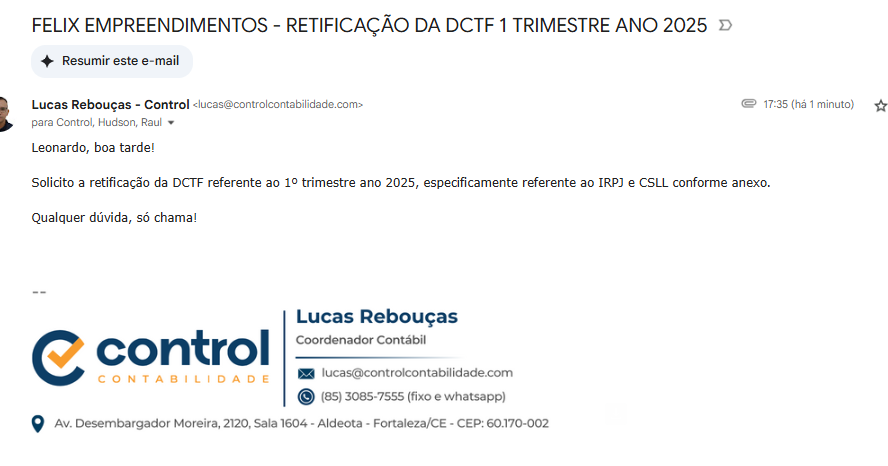 FELIX EMPREENDIMENTOS - RETIFICAÇÃO DA DCTF 1 TRIMESTRE ANO 2025
Resumir este e-mail
Lucas Rebouças - Control <lucas@controlcontabilidade.com> 17:35 (há 1 minuto)
para Control, Hudson, Raul
Leonardo, boa tarde!
Solicito a retificação da DCTF referente ao 1º trimestre ano 2025, especificamente referente ao IRPJ e CSLL conforme anexo.
Qualquer dúvida, só chama!
--
control
CONTABILIDADE
Lucas Rebouças
Coordenador Contábil
lucas@controlcontabilidade.com
(85) 3085-7555 (fixo e whatsapp)
Av. Desembargador Moreira, 2120, Sala 1604 - Aldeota - Fortaleza/CE - CEP: 60.170-002